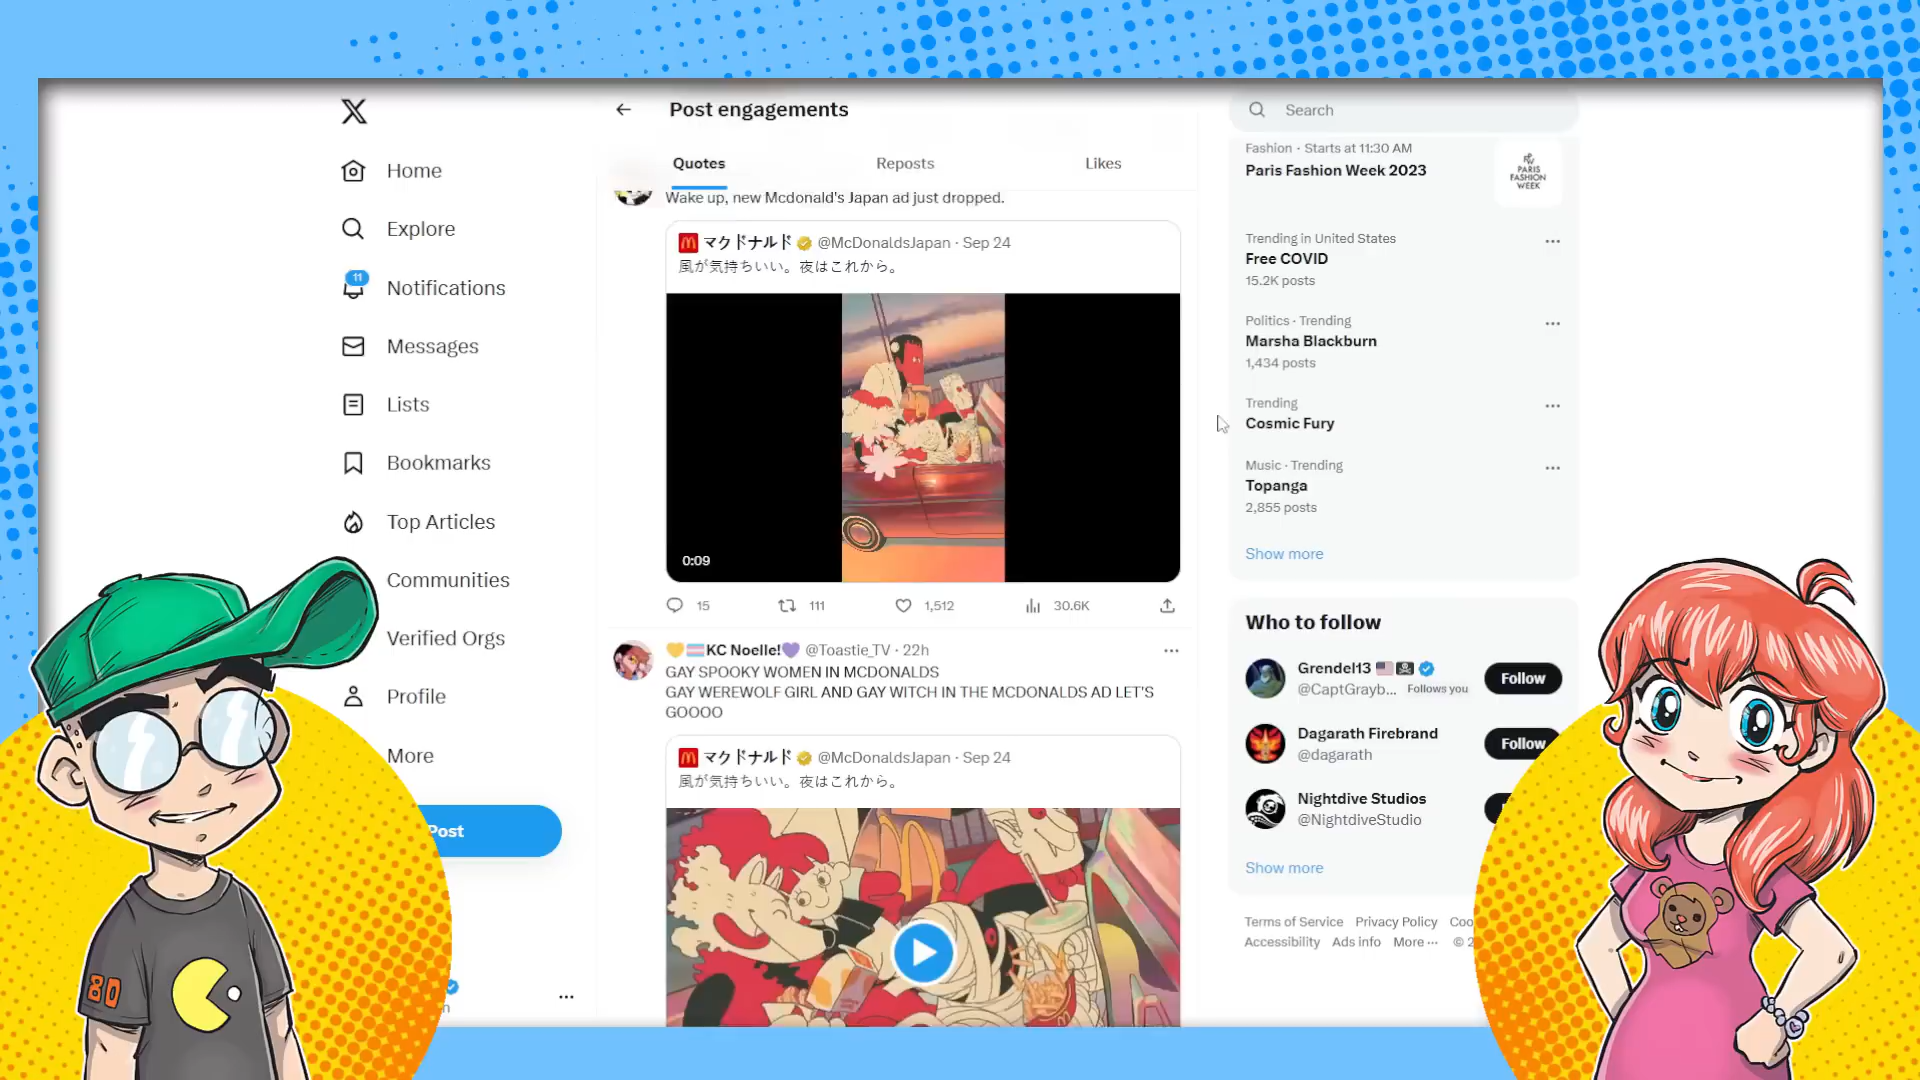 Post engagements
Search
Quotes
Reposts
Likes
Home
Explore
11
Notifications
Messages
Lists
Bookmarks
Top Articles
Communities
Verified Orgs
Profile
More
Post
Wake up, new Mcdonald's Japan ad just dropped.
マクドナルド @McDonaldsJapan · Sep 24
風が気持ちいい。夜はこれから。
0:09
15
111
1,512
30.6K
KC Noelle! @Toastie_TV · 22h
GAY SPOOKY WOMEN IN MCDONALDS
GAY WEREWOLF GIRL AND GAY WITCH IN THE MCDONALDS AD LET'S
GOOOO
マクドナルド @McDonaldsJapan · Sep 24
風が気持ちいい。夜はこれから。
Fashion · Starts at 11:30 AM
Paris Fashion Week 2023
PARIS
FASHION
WEEK
Trending in United States
Free COVID
15.2K posts
Politics · Trending
Marsha Blackburn
1,434 posts
Trending
Cosmic Fury
Music · Trending
Topanga
2,855 posts
Show more
Who to follow
Grendel13
@CaptGrayb... Follows you
Follow
Dagarath Firebrand
@dagarath
Follow
Nightdive Studios
@NightdiveStudio
Show more
Terms of Service Privacy Policy Coo
Accessibility Ads info More ··· © 2
80